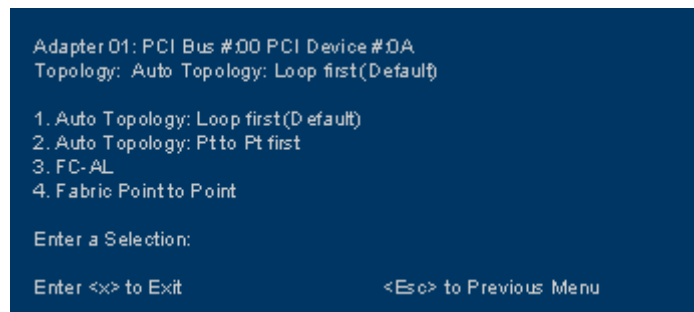 Adapter 01: PCI Bus #:00 PCI Device #:0A
Topology: Auto Topology: Loop first(Default)
1. Auto Topology: Loop first(Default)
2. Auto Topology: Pt to Pt first
3. FC-AL
4. Fabric Point to Point
Enter a Selection:
Enter <x> to Exit <Esc> to Previous Menu